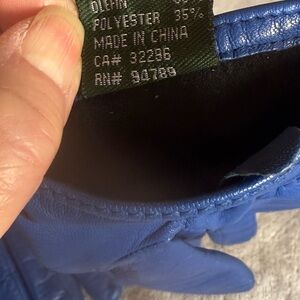 OLEFIN
POLYESTER 35%
MADE IN CHINA
CA# 32296
RN# 94789